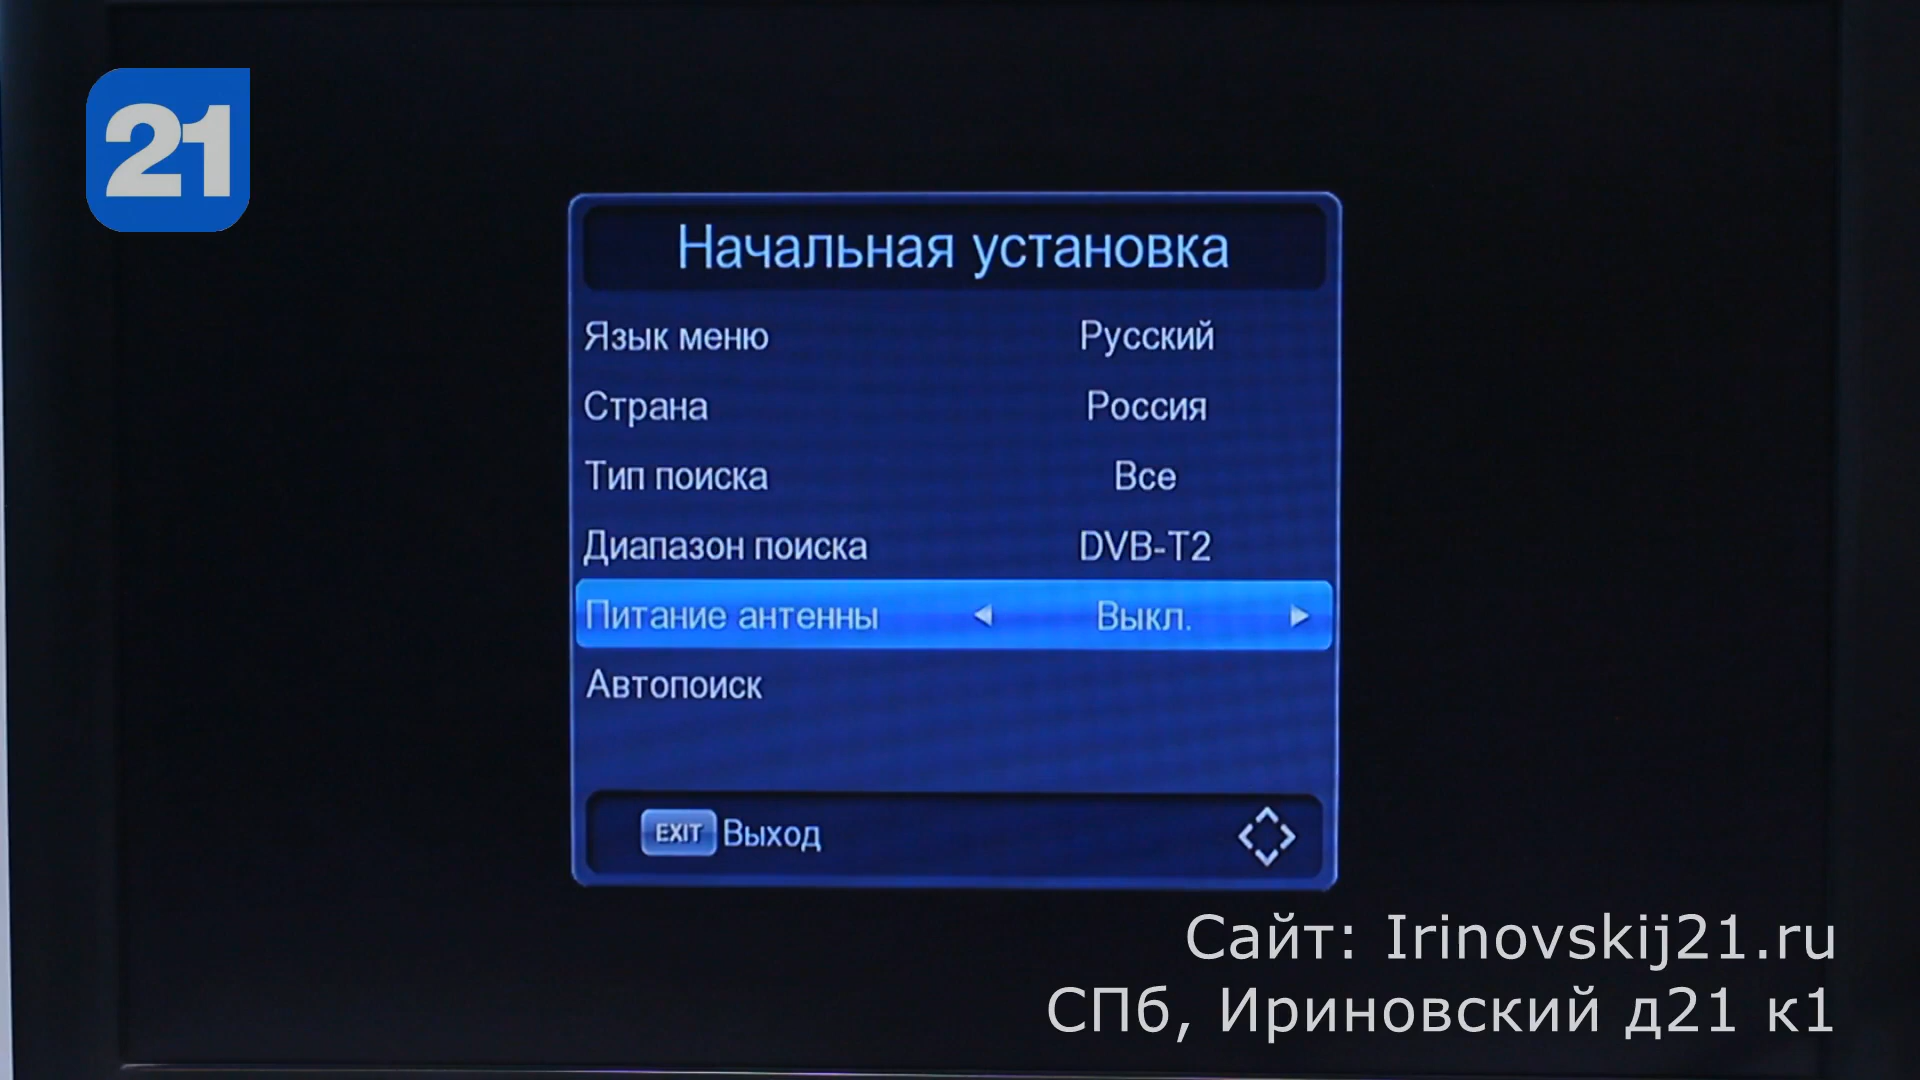 21
Начальная установка
Язык меню Русский
Страна Россия
Тип поиска Все
Диапазон поиска DVB-T2
Питание антенны Выкл.
Автопоиск
EXIT Выход
Сайт: Irinovskij21.ru
СПб, Ириновский д21 к1